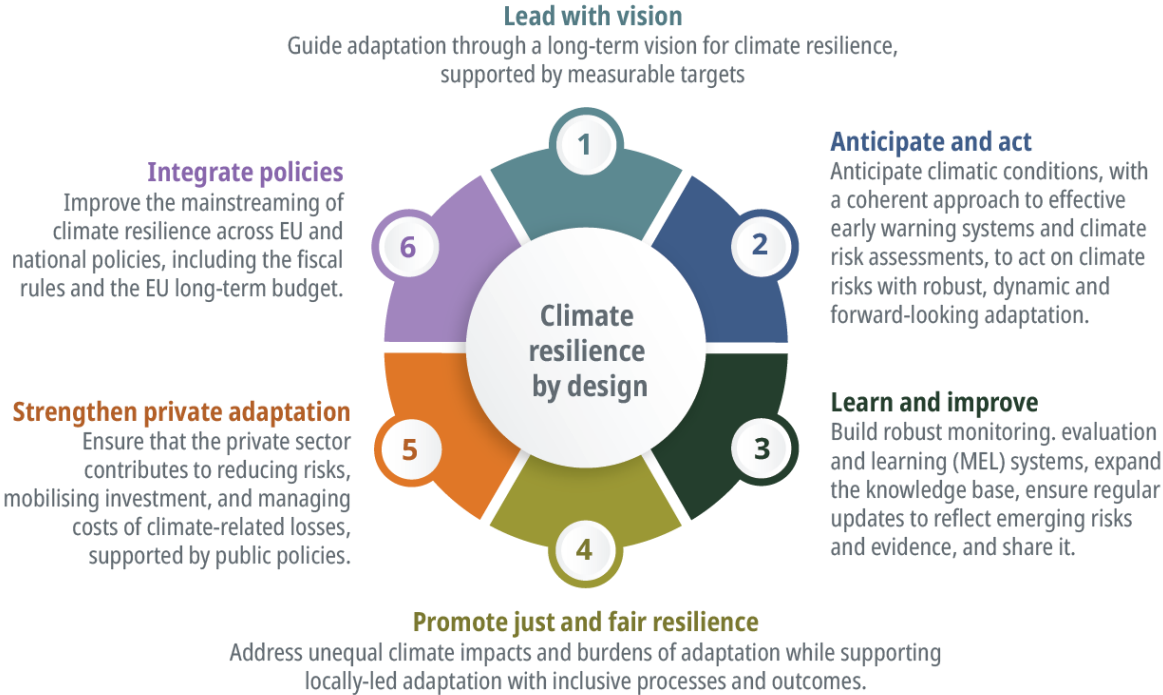 Lead with vision
Guide adaptation through a long-term vision for climate resilience,
supported by measurable targets
1
Anticipate and act
Anticipate climatic conditions, with
a coherent approach to effective
early warning systems and climate
risk assessments, to act on climate
risks with robust, dynamic and
forward-looking adaptation.
2
Learn and improve
Build robust monitoring. evaluation
and learning (MEL) systems, expand
the knowledge base, ensure regular
updates to reflect emerging risks
and evidence, and share it.
3
4
Promote just and fair resilience
Address unequal climate impacts and burdens of adaptation while supporting
locally-led adaptation with inclusive processes and outcomes.
Strengthen private adaptation
Ensure that the private sector
contributes to reducing risks,
mobilising investment, and managing
costs of climate-related losses,
supported by public policies.
5
Integrate policies
Improve the mainstreaming of
climate resilience across EU and
national policies, including the fiscal
rules and the EU long-term budget.
6
Climate
resilience
by design